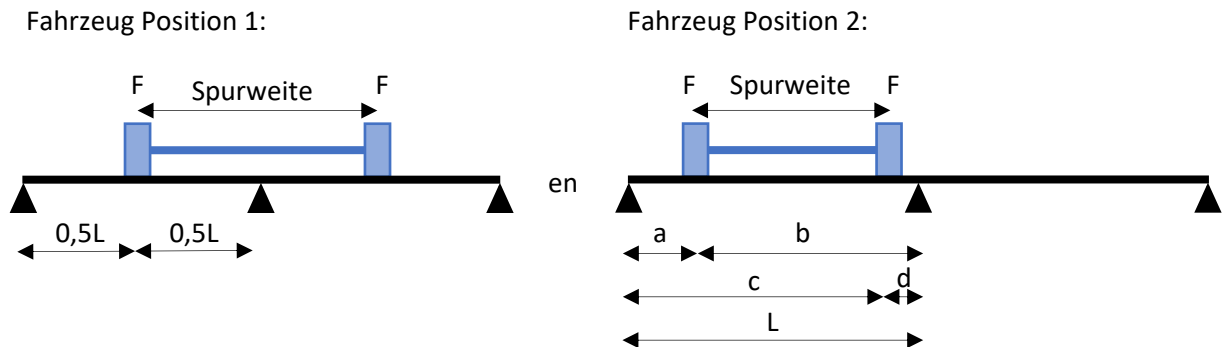 Fahrzeug Position 1:
F Spurweite F
0,5L 0,5L
en
Fahrzeug Position 2:
F Spurweite F
a b
c d
L